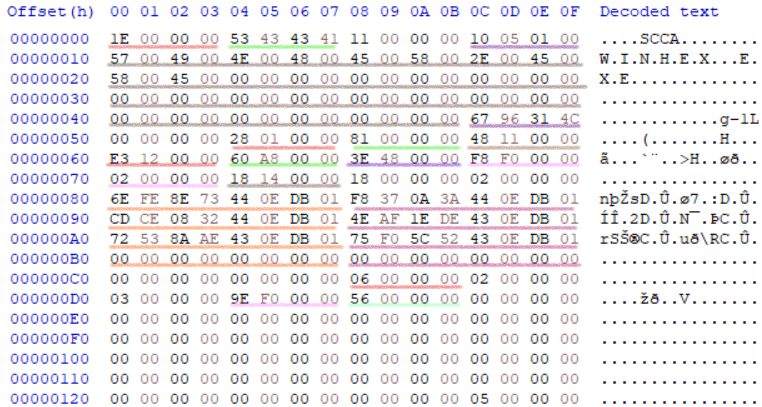 Offset(h) 00 01 02 03 04 05 06 07 08 09 0A 0B 0C 0D 0E 0F Decoded text
00000000 1E 00 00 00 53 43 43 41 11 00 00 00 10 05 01 00 ....SCCA........
00000010 57 00 49 00 4E 00 48 00 45 00 58 00 2E 00 45 00 W.I.N.H.E.X...E.
00000020 58 00 45 00 00 00 00 00 00 00 00 00 00 00 00 00 X.E.............
00000030 00 00 00 00 00 00 00 00 00 00 00 00 00 00 00 00 ................
00000040 00 00 00 00 00 00 00 00 00 00 00 00 67 96 31 4C ............g–1L
00000050 00 00 00 00 28 01 00 00 81 00 00 00 48 11 00 00 ....(.......H...
00000060 E3 12 00 00 60 A8 00 00 3E 48 00 00 F8 F0 00 00 ã...`¨..>H..øð..
00000070 02 00 00 00 18 14 00 00 18 00 00 00 02 00 00 00 ................
00000080 6E FE 8E 73 44 0E DB 01 F8 37 0A 3A 44 0E DB 01 nþŽsD.Û.ø7.:D.Û.
00000090 CD CE 08 32 44 0E DB 01 4E AF 1E DE 43 0E DB 01 ÍÎ.2D.Û.N¯.ÞC.Û.
000000A0 72 53 8A AE 43 0E DB 01 75 F0 5C 52 43 0E DB 01 rSŠ®C.Û.uð\RC.Û.
000000B0 00 00 00 00 00 00 00 00 00 00 00 00 00 00 00 00 ................
000000C0 00 00 00 00 00 00 00 00 06 00 00 00 02 00 00 00 ................
000000D0 03 00 00 00 9E F0 00 00 56 00 00 00 00 00 00 00 ....žð..V.......
000000E0 00 00 00 00 00 00 00 00 00 00 00 00 00 00 00 00 ................
000000F0 00 00 00 00 00 00 00 00 00 00 00 00 00 00 00 00 ................
00000100 00 00 00 00 00 00 00 00 00 00 00 00 00 00 00 00 ................
00000110 00 00 00 00 00 00 00 00 00 00 00 00 00 00 00 00 ................
00000120 00 00 00 00 00 00 00 00 00 00 00 00 05 00 00 00 ................